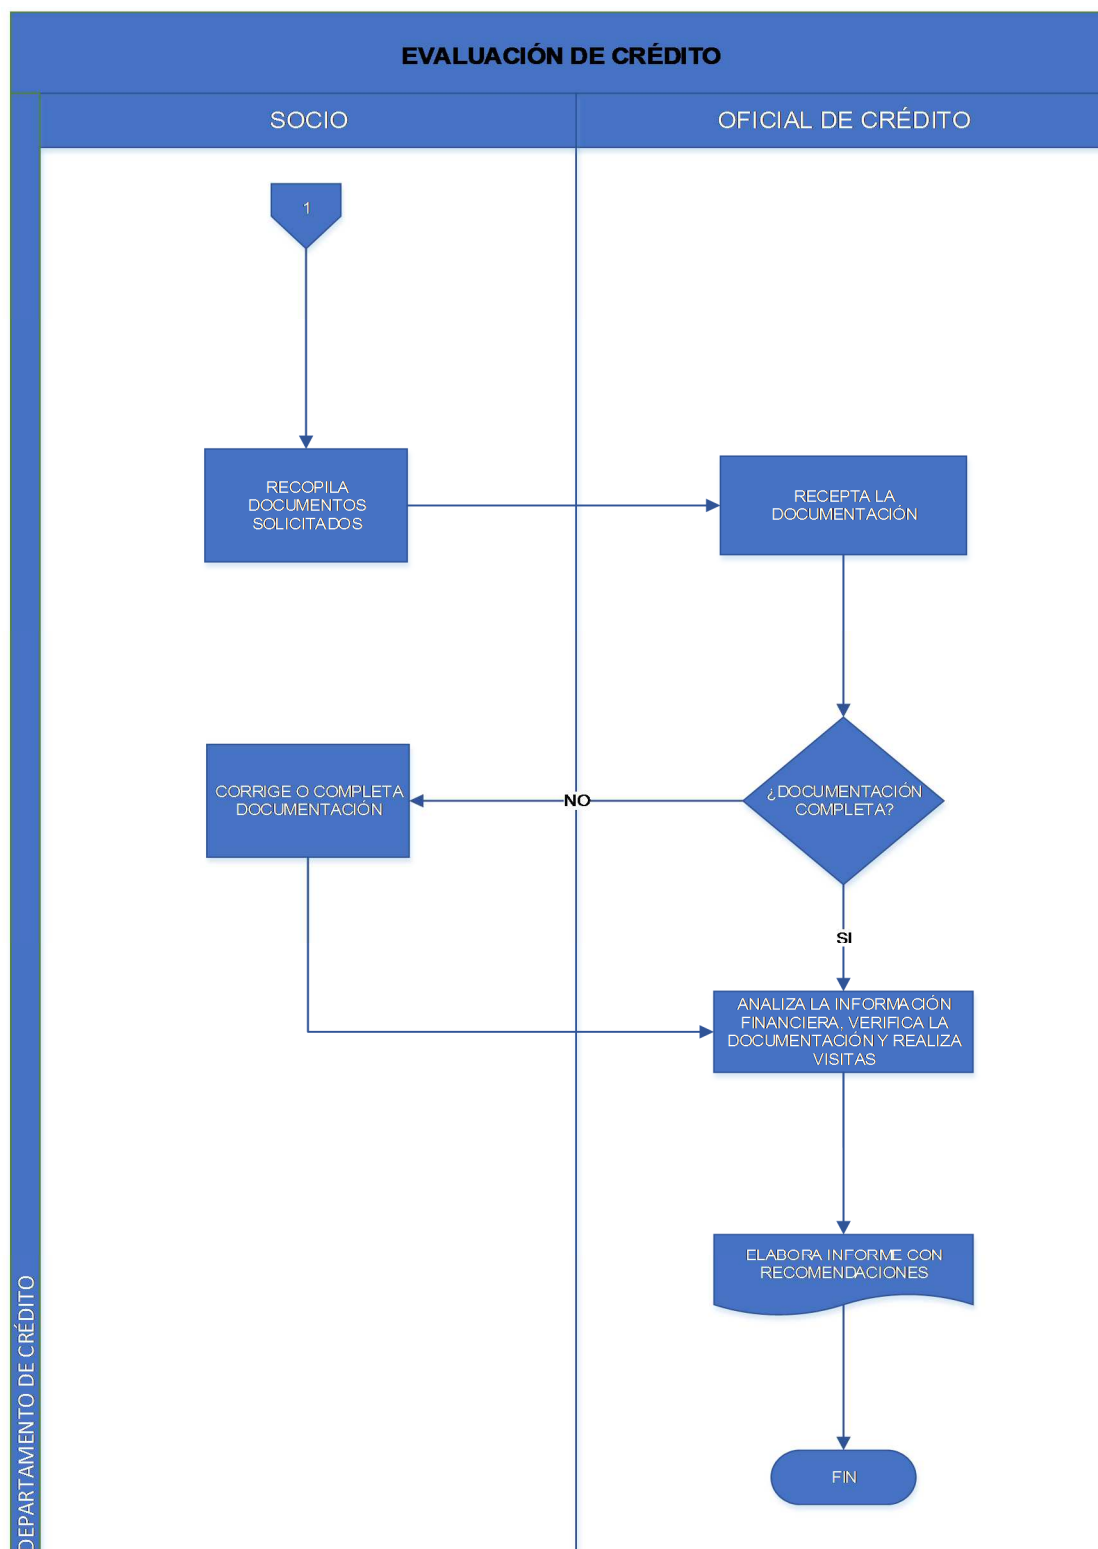 EVALUACIÓN DE CRÉDITO
SOCIO
OFICIAL DE CRÉDITO
1
RECOPILA
DOCUMENTOS
SOLICITADOS
RECEPTA LA
DOCUMENTACIÓN
CORRIGE O COMPLETA
DOCUMENTACIÓN
NO
¿DOCUMENTACIÓN
COMPLETA?
SI
ANALIZA LA INFORMACIÓN
FINANCIERA, VERIFICA LA
DOCUMENTACIÓN Y REALIZA
VISITAS
ELABORA INFORME CON
RECOMENDACIONES
FIN
DEPARTAMENTO DE CRÉDITO